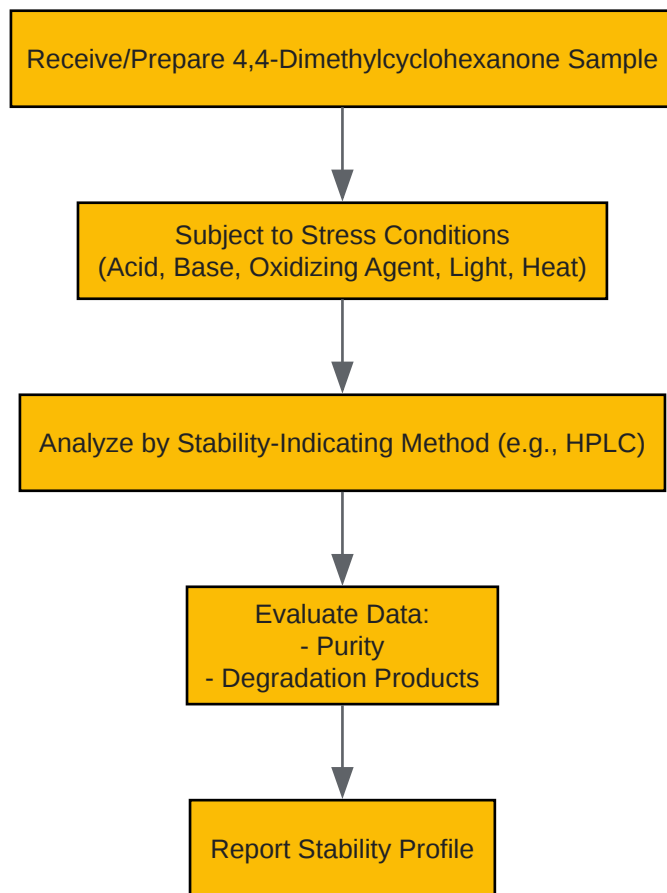 Receive/Prepare 4,4-Dimethylcyclohexanone Sample
Subject to Stress Conditions
(Acid, Base, Oxidizing Agent, Light, Heat)
Analyze by Stability-Indicating Method (e.g., HPLC)
Evaluate Data:
- Purity
- Degradation Products
Report Stability Profile